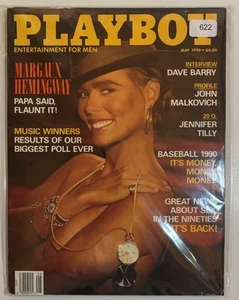 PLAYBOY
622
ENTERTAINMENT FOR MEN
MAY 1990 • $4.00
MARGAUX
HEMINGWAY
PAPA SAID,
FLAUNT IT!
MUSIC WINNERS
RESULTS OF OUR
BIGGEST POLL EVER
INTERVIEW
DAVE BARRY
PROFILE
JOHN
MALKOVICH
20 Q.
JENNIFER
TILLY
BASEBALL 1990
IT'S MONEY,
MONEY,
MONEY
GREAT NEWS
ABOUT SEX
IN THE NINETIES
IT'S BACK!